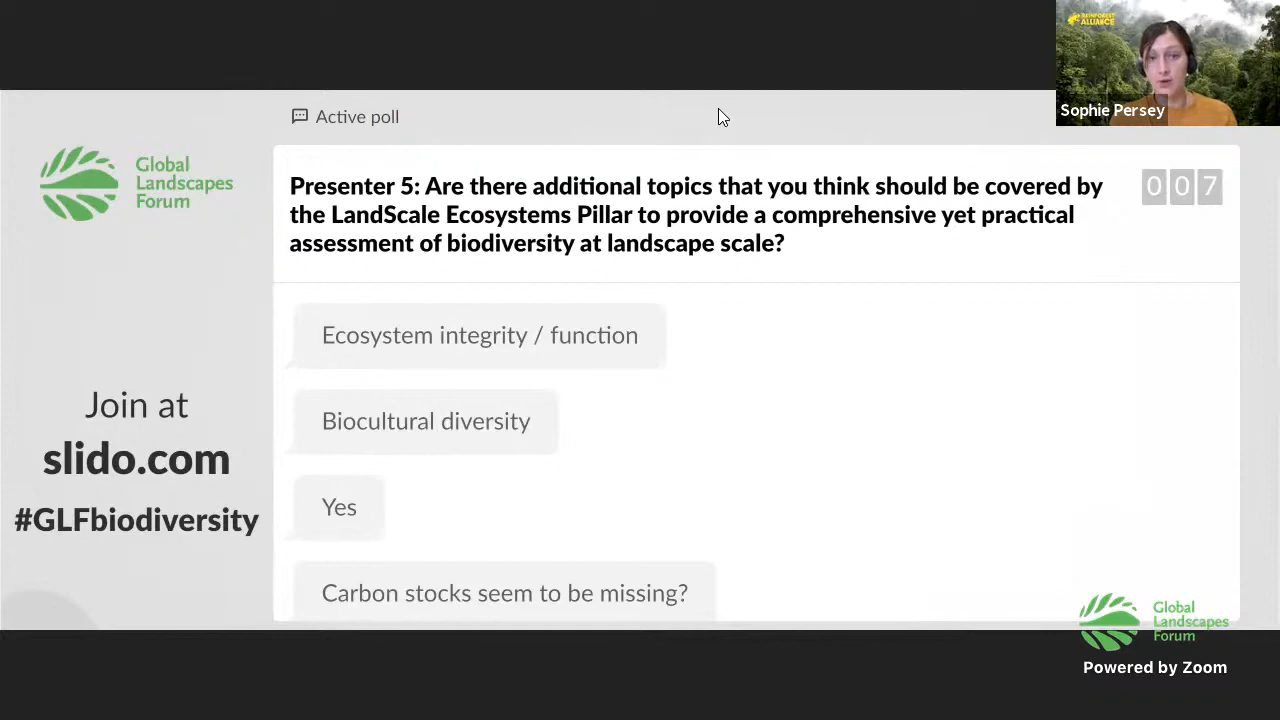 RAINFOREST
ALLIANCE
Sophie Persey
Active poll
Global
Landscapes
Forum
Presenter 5: Are there additional topics that you think should be covered by
the LandScale Ecosystems Pillar to provide a comprehensive yet practical
assessment of biodiversity at landscape scale?
007
Ecosystem integrity / function
Biocultural diversity
Yes
Carbon stocks seem to be missing?
Join at
slido.com
#GLFbiodiversity
Global
Landscapes
Forum
Powered by Zoom